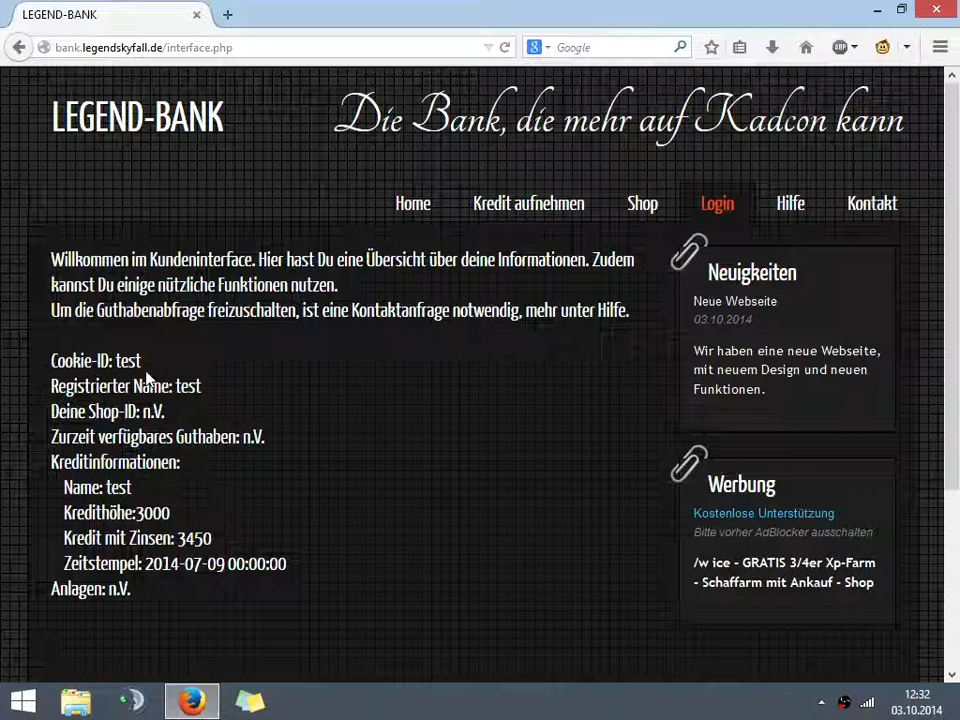 LEGEND-BANK
bank.legendskyfall.de/interface.php
Google
ABP
LEGEND-BANK
Die Bank, die mehr auf Kadcon kann
Home
Kredit aufnehmen
Shop
Login
Hilfe
Kontakt
Willkommen im Kundeninterface. Hier hast Du eine Übersicht über deine Informationen. Zudem
kannst Du einige nützliche Funktionen nutzen.
Um die Guthabenabfrage freizuschalten, ist eine Kontaktanfrage notwendig, mehr unter Hilfe.
Cookie-ID: test
Registrierter Name: test
Deine Shop-ID: n.V.
Zurzeit verfügbares Guthaben: n.V.
Kreditinformationen:
Name: test
Kredithöhe:3000
Kredit mit Zinsen: 3450
Zeitstempel: 2014-07-09 00:00:00
Anlagen: n.V.
Neuigkeiten
Neue Webseite
03.10.2014
Wir haben eine neue Webseite,
mit neuem Design und neuen
Funktionen.
Werbung
Kostenlose Unterstützung
Bitte vorher AdBlocker ausschalten
/w ice - GRATIS 3/4er Xp-Farm
- Schaffarm mit Ankauf - Shop
12:32
03.10.2014